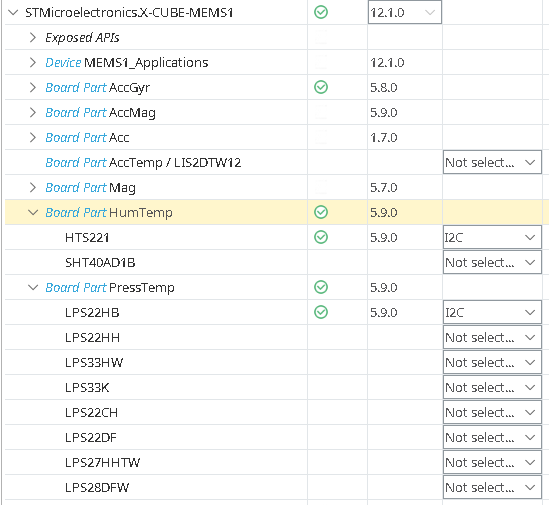 STMicroelectronics.X-CUBE-MEMS1 12.1.0
Exposed APIs
Device MEMS1_Applications 12.1.0
Board Part AccGyr 5.8.0
Board Part AccMag 5.9.0
Board Part Acc 1.7.0
Board Part AccTemp / LIS2DTW12 Not select...
Board Part Mag 5.7.0
Board Part HumTemp 5.9.0
HTS221 5.9.0 I2C
SHT40AD1B Not select...
Board Part PressTemp 5.9.0
LPS22HB 5.9.0 I2C
LPS22HH Not select...
LPS33HW Not select...
LPS33K Not select...
LPS22CH Not select...
LPS22DF Not select...
LPS27HHTW Not select...
LPS28DFW Not select...